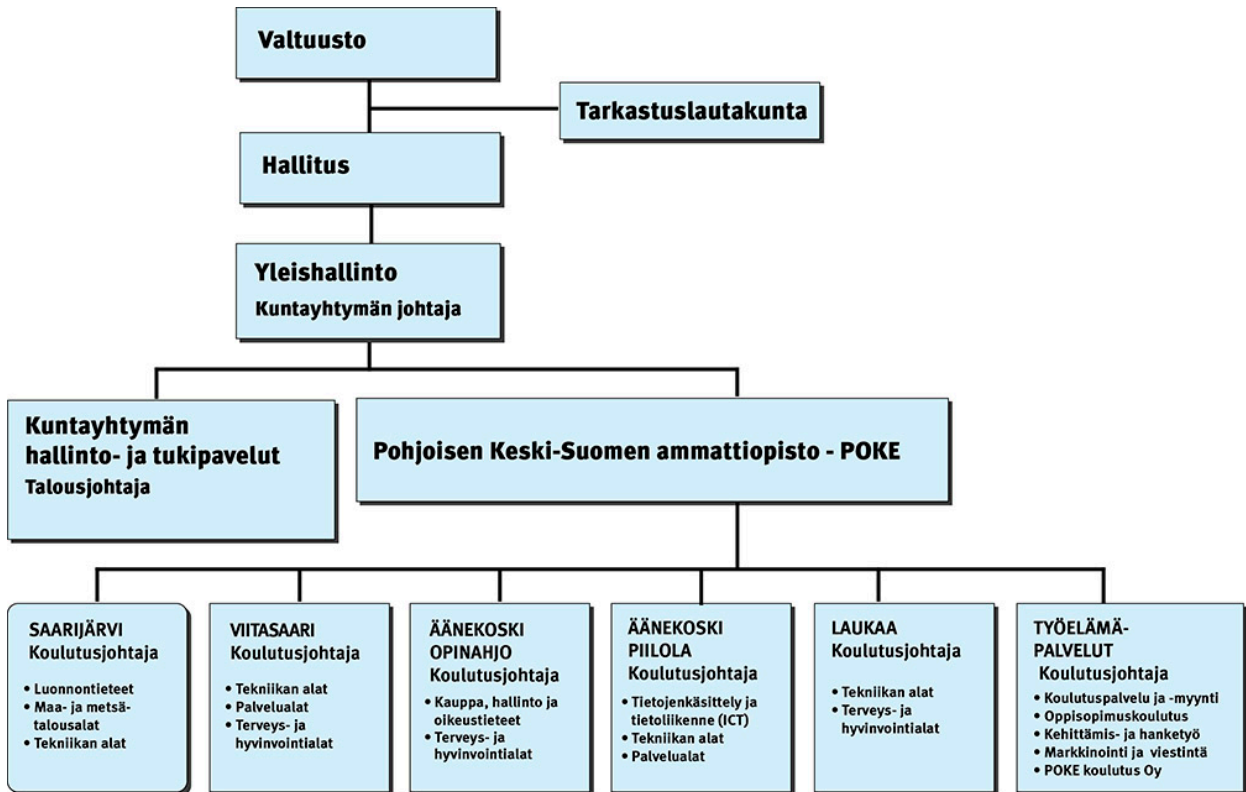 Valtuusto
Tarkastuslautakunta
Hallitus
Yleishallinto
Kuntayhtymän johtaja
Kuntayhtymän
hallinto- ja tukipavelut
Talousjohtaja
Pohjoisen Keski-Suomen ammattiopisto - POKE
SAARIJÄRVI
Koulutusjohtaja
• Luonnontieteet
• Maa- ja metsä-
talousalat
• Tekniikan alat
VIITASAARI
Koulutusjohtaja
• Tekniikan alat
• Palvelualat
• Terveys- ja
hyvinvointialat
ÄÄNEKOSKI
OPINAHJO
Koulutusjohtaja
• Kauppa, hallinto ja
oikeustieteet
• Terveys- ja
hyvinvointialat
ÄÄNEKOSKI
PIILOLA
Koulutusjohtaja
• Tietojenkäsittely ja
tietoliikenne (ICT)
• Tekniikan alat
• Palvelualat
LAUKAA
Koulutusjohtaja
• Tekniikan alat
• Terveys- ja
hyvinvointialat
TYÖELÄMÄ-
PALVELUT
Koulutusjohtaja
• Koulutuspalvelu ja -myynti
• Oppisopimuskoulutus
• Kehittämis- ja hanketyö
• Markkinointi ja viestintä
• POKE koulutus Oy